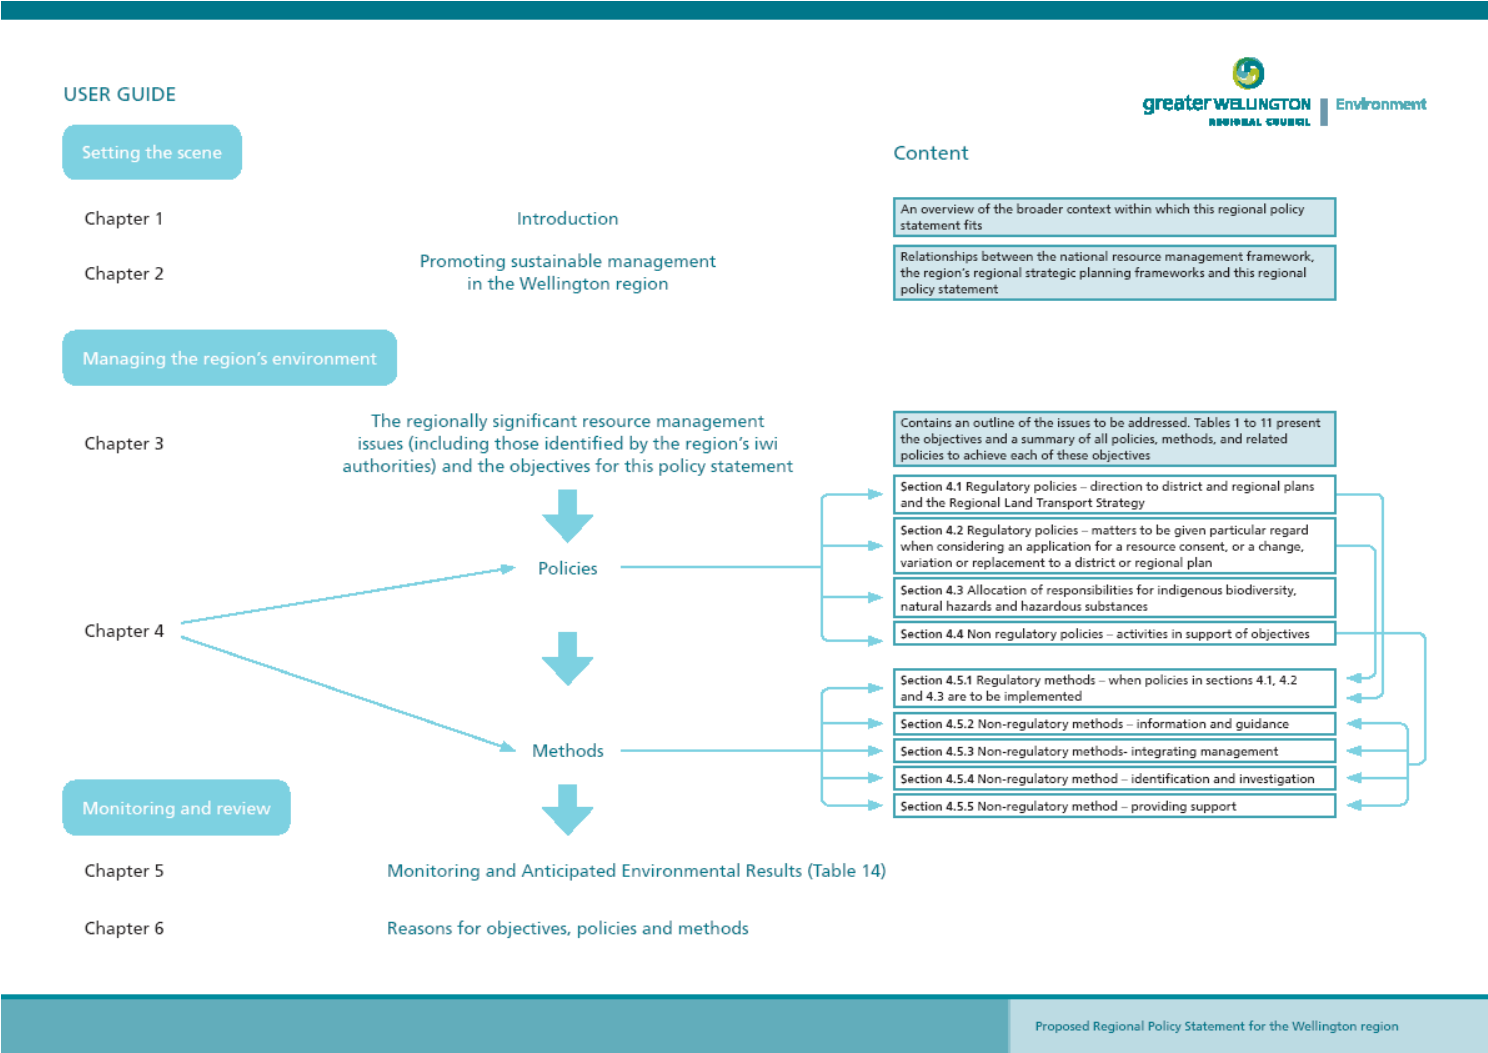 USER GUIDE
greater WELLINGTON
REGIONAL COUNCIL
Environment
Setting the scene
Content
Chapter 1
Introduction
An overview of the broader context within which this regional policy
statement fits
Chapter 2
Promoting sustainable management
in the Wellington region
Relationships between the national resource management framework,
the region's regional strategic planning frameworks and this regional
policy statement
Managing the region's environment
Chapter 3
The regionally significant resource management
issues (including those identified by the region's iwi
authorities) and the objectives for this policy statement
Contains an outline of the issues to be addressed. Tables 1 to 11 present
the objectives and a summary of all policies, methods, and related
policies to achieve each of these objectives
Chapter 4
Policies
Section 4.1 Regulatory policies – direction to district and regional plans
and the Regional Land Transport Strategy
Section 4.2 Regulatory policies – matters to be given particular regard
when considering an application for a resource consent, or a change,
variation or replacement to a district or regional plan
Section 4.3 Allocation of responsibilities for indigenous biodiversity,
natural hazards and hazardous substances
Section 4.4 Non regulatory policies – activities in support of objectives
Methods
Section 4.5.1 Regulatory methods – when policies in sections 4.1, 4.2
and 4.3 are to be implemented
Section 4.5.2 Non-regulatory methods – information and guidance
Section 4.5.3 Non-regulatory methods- integrating management
Section 4.5.4 Non-regulatory method – identification and investigation
Section 4.5.5 Non-regulatory method – providing support
Monitoring and review
Chapter 5
Monitoring and Anticipated Environmental Results (Table 14)
Chapter 6
Reasons for objectives, policies and methods
Proposed Regional Policy Statement for the Wellington region